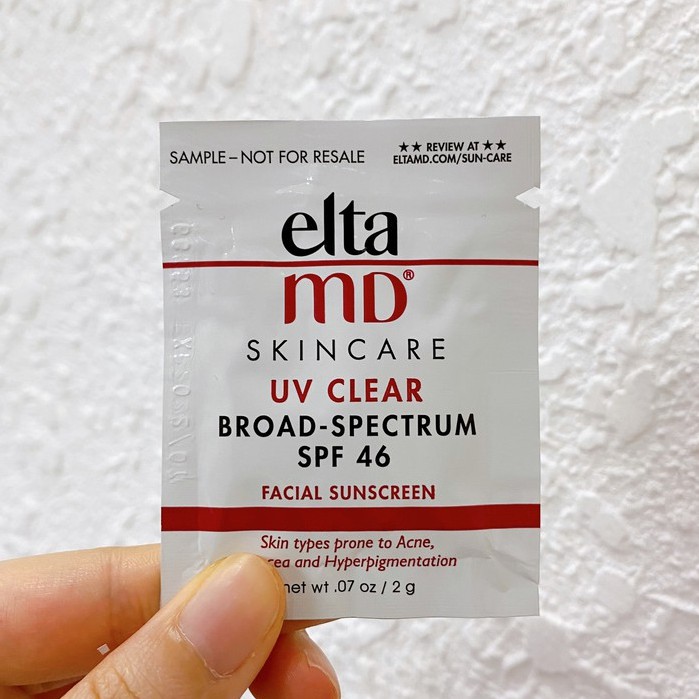 SAMPLE – NOT FOR RESALE
★★ REVIEW AT ★★
ELTAMD.COM/SUN-CARE
elta
MD®
SKINCARE
UV CLEAR
BROAD-SPECTRUM
SPF 46
FACIAL SUNSCREEN
Skin types prone to Acne,
and Hyperpigmentation
net wt .07 oz / 2 g